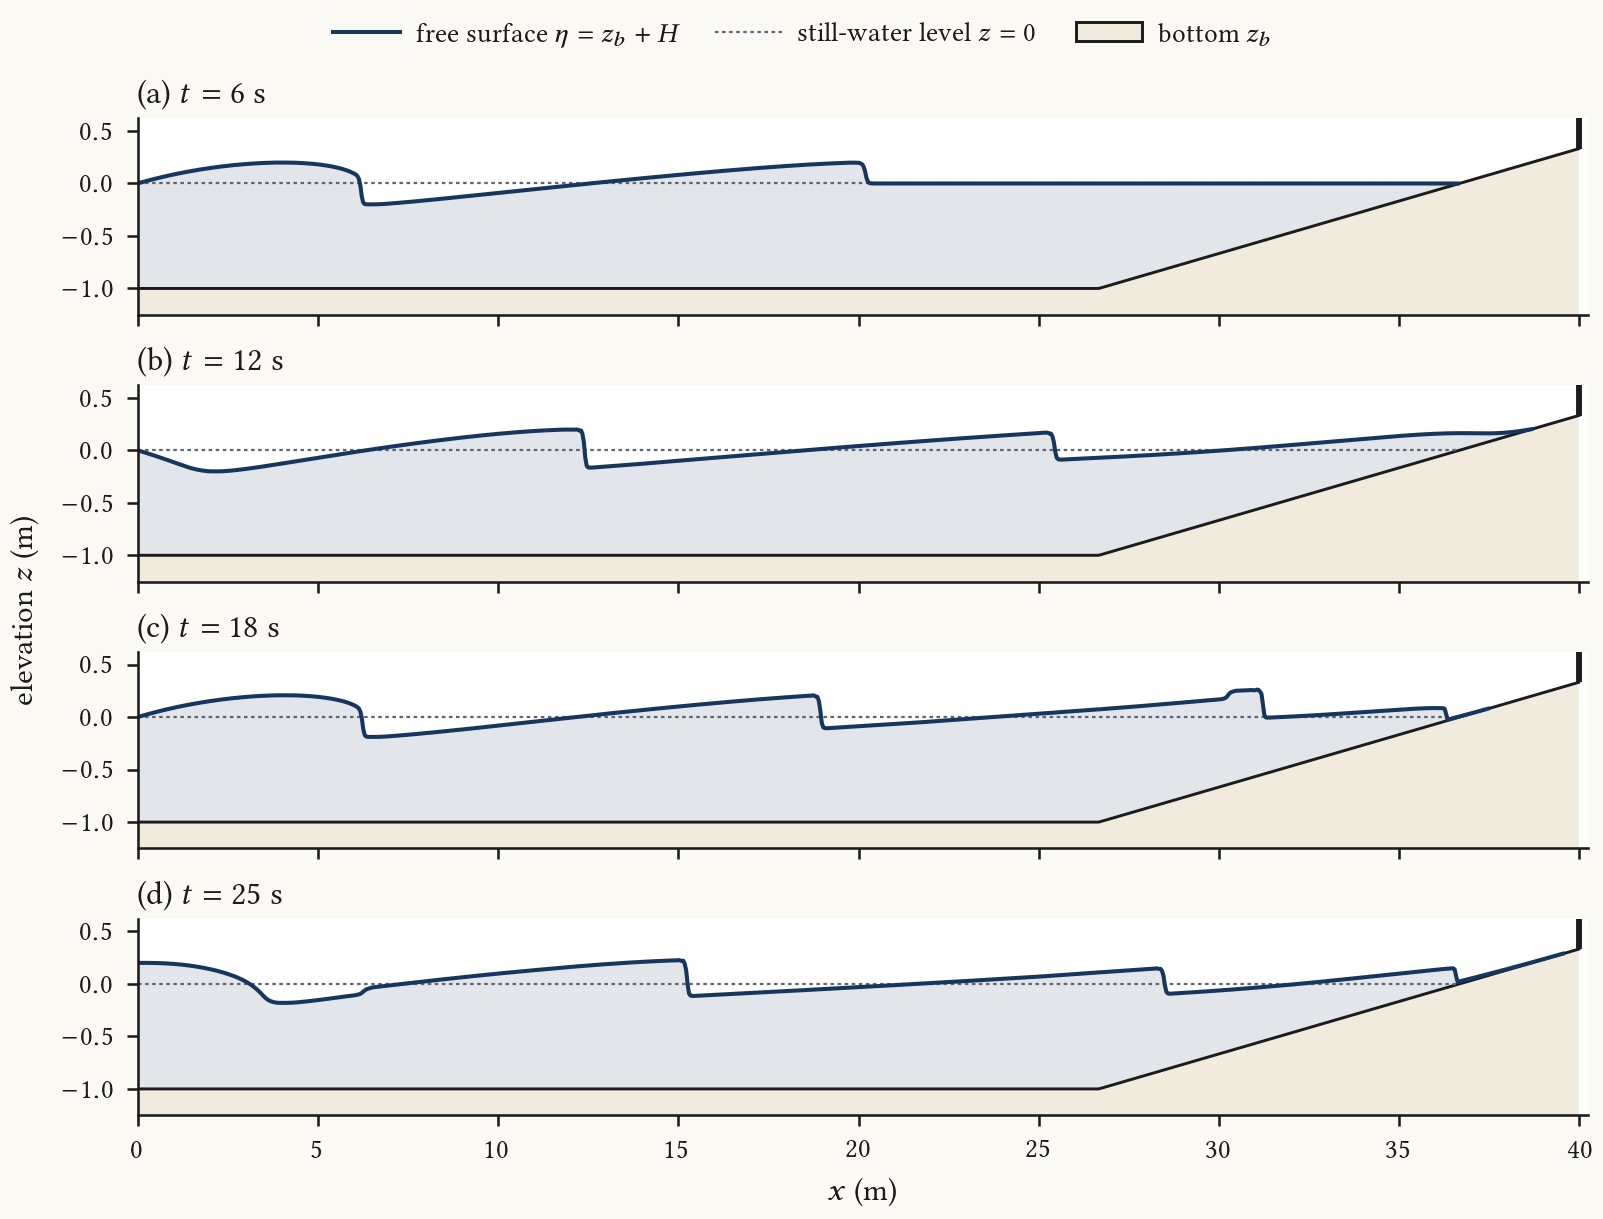 free surface η = z_b + H still-water level z = 0 bottom z_b
(a) t = 6 s
0.5
0.0
−0.5
−1.0
(b) t = 12 s
0.5
0.0
−0.5
−1.0
(c) t = 18 s
0.5
0.0
−0.5
−1.0
(d) t = 25 s
0.5
0.0
−0.5
−1.0
0 5 10 15 20 25 30 35 40
x (m)
elevation z (m)